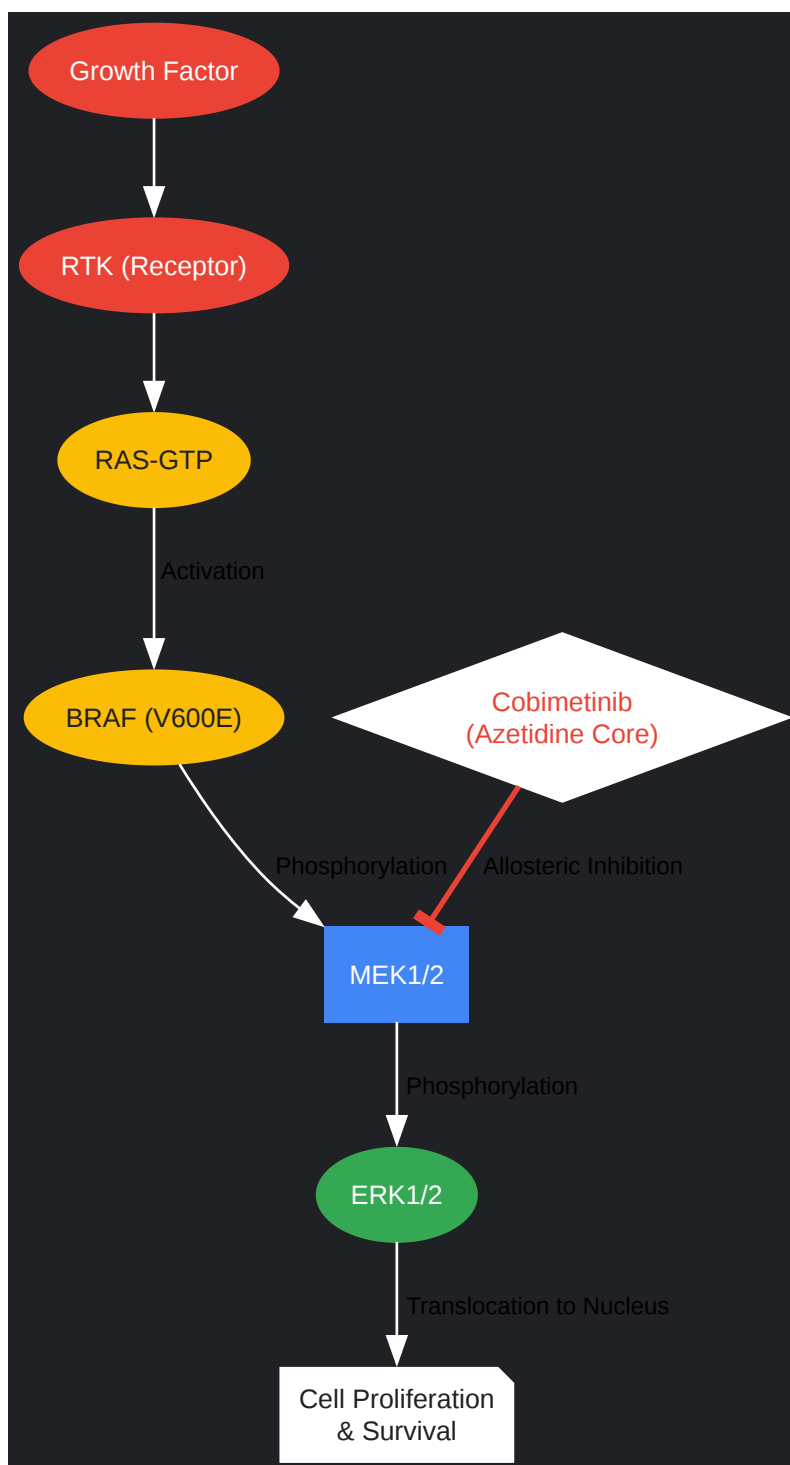 Growth Factor
RTK (Receptor)
RAS-GTP
Activation
BRAF (V600E)
Cobimetinib
(Azetidine Core)
Phosphorylation
Allosteric Inhibition
MEK1/2
Phosphorylation
ERK1/2
Translocation to Nucleus
Cell Proliferation
& Survival